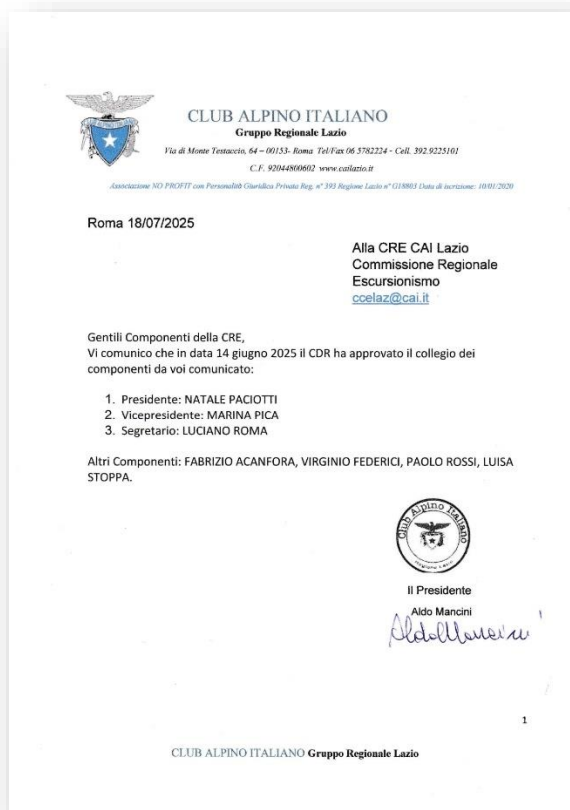 CLUB ALPINO ITALIANO
CLUB ALPINO ITALIANO
Gruppo Regionale Lazio
Via di Monte Testaccio, 64 – 00153- Roma Tel/Fax 06 5782224 - Cell. 392.9225101
C.F. 92044800602 www.cailazio.it
Associazione NO PROFIT con Personalità Giuridica Privata Reg. n° 393 Regione Lazio n° G18803 Data di iscrizione: 10/01/2020
Roma 18/07/2025
Alla CRE CAI Lazio
Commissione Regionale
Escursionismo
ccelaz@cai.it
Gentili Componenti della CRE,
Vi comunico che in data 14 giugno 2025 il CDR ha approvato il collegio dei
componenti da voi comunicato:
1. Presidente: NATALE PACIOTTI
2. Vicepresidente: MARINA PICA
3. Segretario: LUCIANO ROMA
Altri Componenti: FABRIZIO ACANFORA, VIRGINIO FEDERICI, PAOLO ROSSI, LUISA
STOPPA.
Club Alpino Italiano
Regione Lazio
Il Presidente
Aldo Mancini
Aldo Mancini
1
CLUB ALPINO ITALIANO Gruppo Regionale Lazio